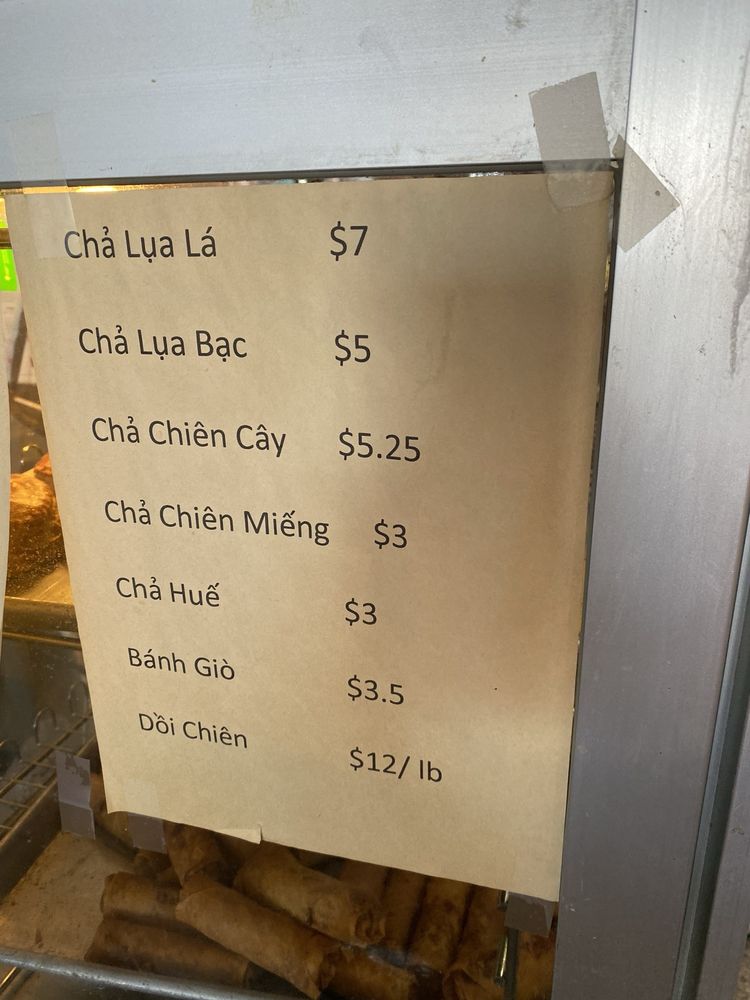 Chả Lụa Lá $7
Chả Lụa Bạc $5
Chả Chiên Cây $5.25
Chả Chiên Miếng $3
Chả Huế $3
Bánh Giò $3.5
Dồi Chiên $12/ lb